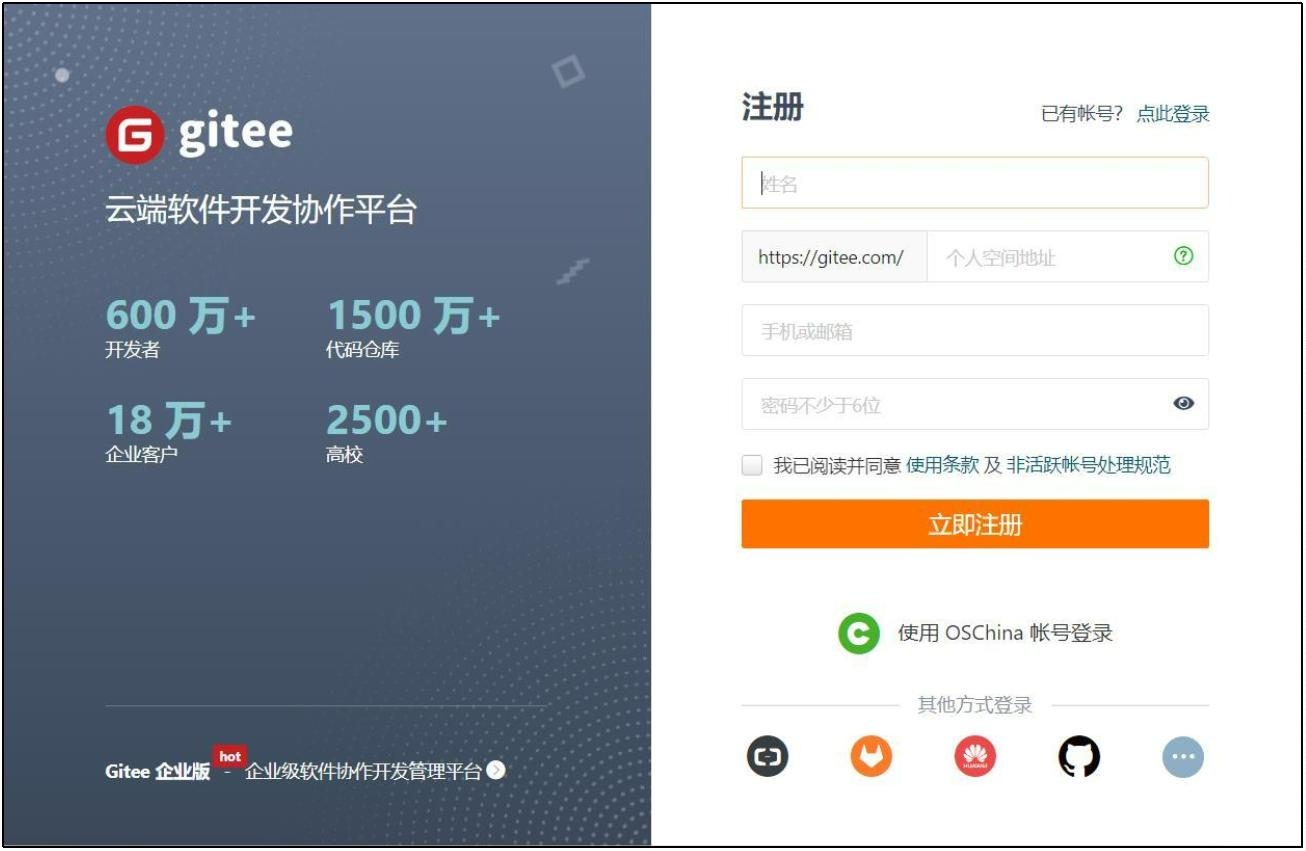 gitee
云端软件开发协作平台
600 万+
开发者
1500 万+
代码仓库
18 万+
企业客户
2500+
高校
Gitee 企业版 hot - 企业级软件协作开发管理平台
注册
已有帐号？ 点此登录
姓名
https://gitee.com/ 个人空间地址
手机或邮箱
密码不少于6位
我已阅读并同意 使用条款 及 非活跃帐号处理规范
立即注册
使用 OSChina 帐号登录
其他方式登录
HUAWEI